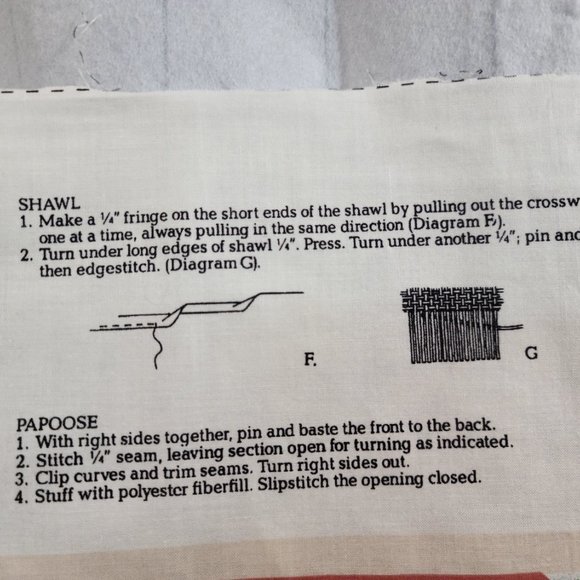 SHAWL
1. Make a ¼" fringe on the short ends of the shawl by pulling out the crossw
one at a time, always pulling in the same direction (Diagram F.).
2. Turn under long edges of shawl ¼". Press. Turn under another ¼"; pin and
then edgestitch. (Diagram G).
F.
G
PAPOOSE
1. With right sides together, pin and baste the front to the back.
2. Stitch ¼" seam, leaving section open for turning as indicated.
3. Clip curves and trim seams. Turn right sides out.
4. Stuff with polyester fiberfill. Slipstitch the opening closed.